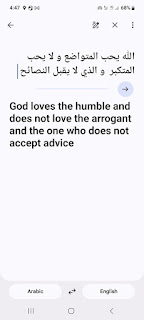 4:47
68%
الله يحب المتواضع و لا يحب
المتكبر و الذي لا يقبل النصائح
God loves the humble and
does not love the arrogant
and the one who does not
accept advice
Arabic English